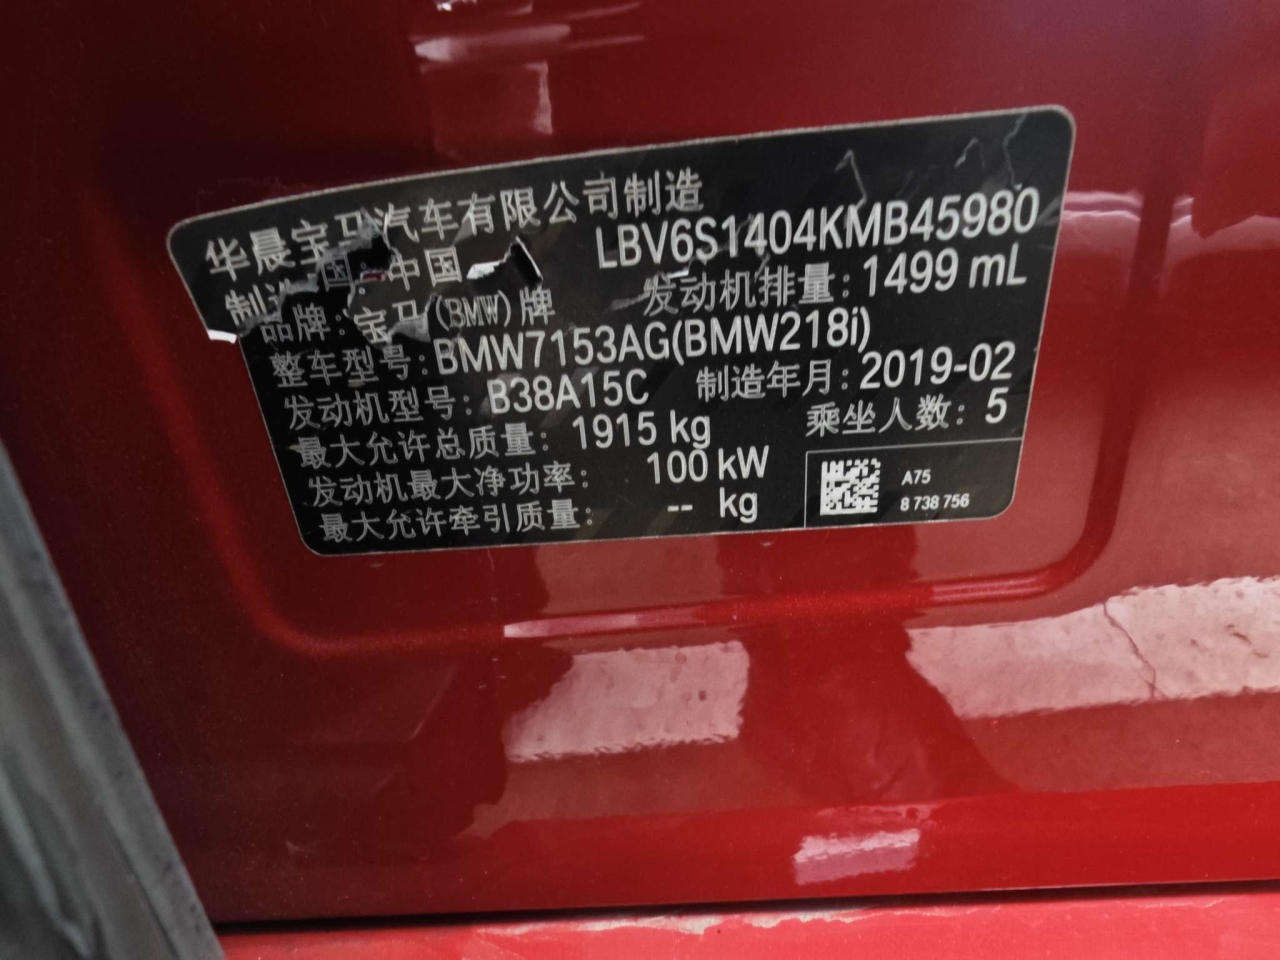 华晨宝马汽车有限公司制造
制造国：中国 LBV6S1404KMB45980
品牌：宝马(BMW)牌 发动机排量：1499 mL
整车型号：BMW7153AG(BMW218i)
发动机型号：B38A15C 制造年月：2019-02
最大允许总质量：1915 kg 乘坐人数：5
发动机最大净功率： 100 kW
最大允许牵引质量： -- kg
A75
8 738 756